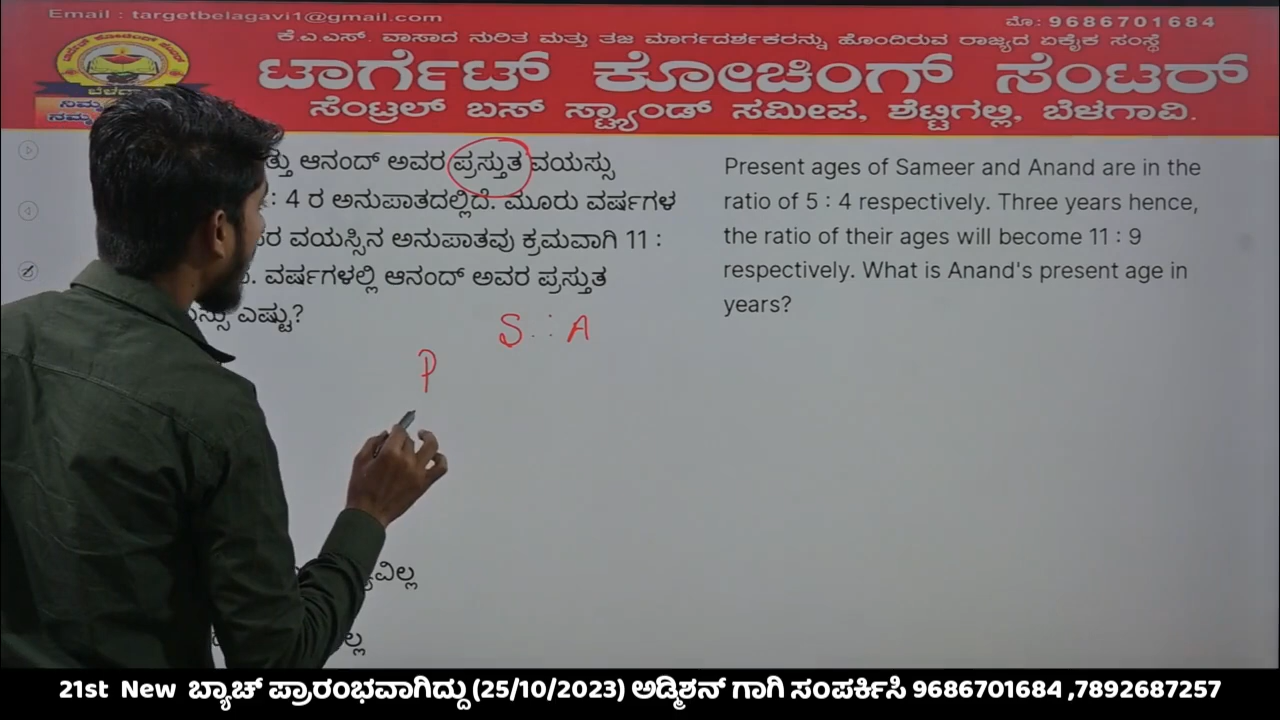 Email : targetbelagavi1@gmail.com
ಮೊ: 9686701684
ಕೆ.ಎ.ಎಸ್. ವಾಸಾದ ನುರಿತ ಮತ್ತು ತಜ್ಞ ಮಾರ್ಗದರ್ಶಕರನ್ನು ಹೊಂದಿರುವ ರಾಜ್ಯದ ಏಕೈಕ ಸಂಸ್ಥೆ
ಟಾರ್ಗೆಟ್ ಕೋಚಿಂಗ್ ಸೆಂಟರ್
ಸೆಂಟ್ರಲ್ ಬಸ್ ಸ್ಟ್ಯಾಂಡ್ ಸಮೀಪ, ಶೆಟ್ಟಿಗಲ್ಲಿ, ಬೆಳಗಾವಿ.
ಆನಂದ್ ಅವರ ಪ್ರಸ್ತುತ ವಯಸ್ಸು
: 4 ರ ಅನುಪಾತದಲ್ಲಿದೆ. ಮೂರು ವರ್ಷಗಳ
ವಯಸ್ಸಿನ ಅನುಪಾತವು ಕ್ರಮವಾಗಿ 11 :
ವರ್ಷಗಳಲ್ಲಿ ಆನಂದ್ ಅವರ ಪ್ರಸ್ತುತ
ಎಷ್ಟು?
Present ages of Sameer and Anand are in the
ratio of 5 : 4 respectively. Three years hence,
the ratio of their ages will become 11 : 9
respectively. What is Anand's present age in
years?
S : A
P
21st New ಬ್ಯಾಚ್ ಪ್ರಾರಂಭವಾಗಿದ್ದು (25/10/2023) ಅಡ್ಮಿಶನ್ ಗಾಗಿ ಸಂಪರ್ಕಿಸಿ 9686701684 ,7892687257